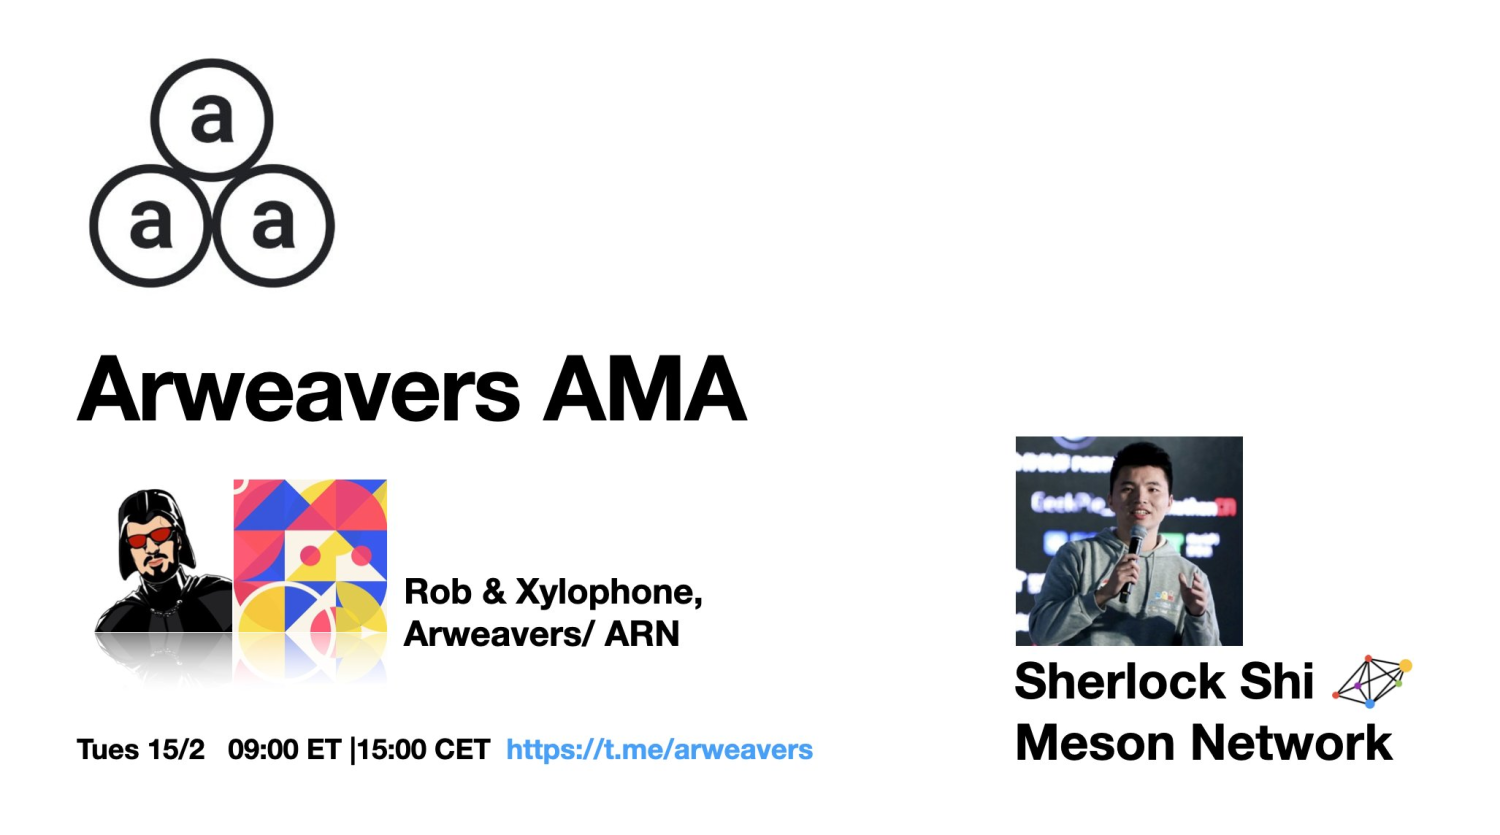 a
a a
Arweavers AMA
Rob & Xylophone,
Arweavers/ ARN
Tues 15/2 09:00 ET |15:00 CET https://t.me/arweavers
Sherlock Shi
Meson Network